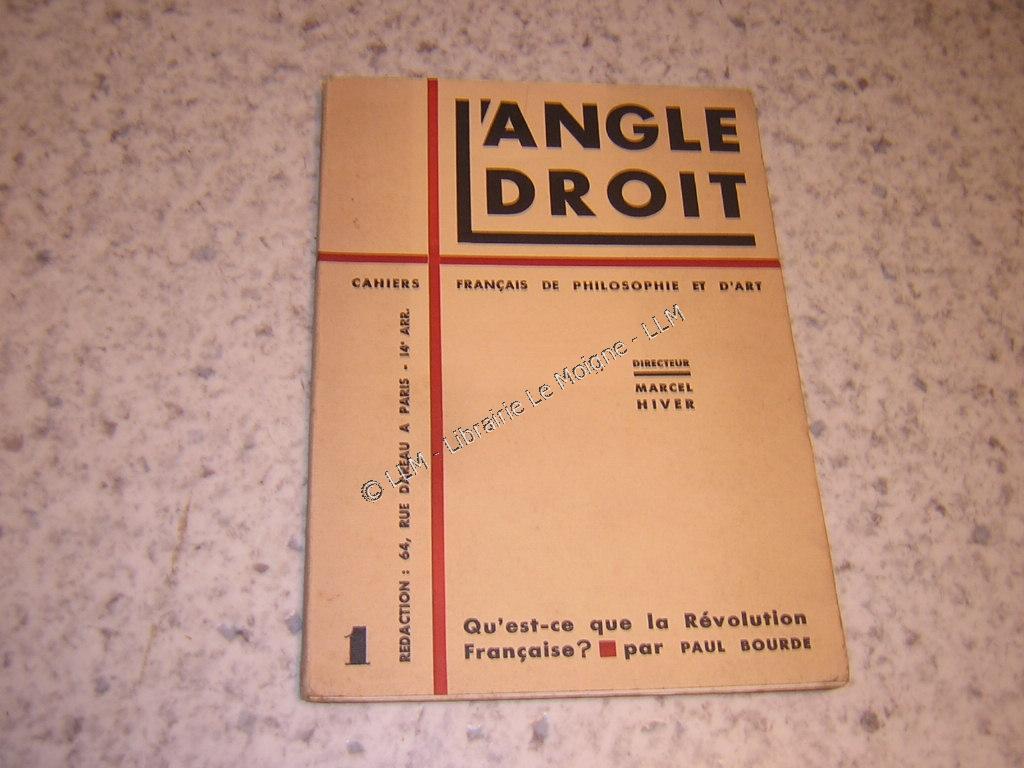 L'ANGLE
DROIT
CAHIERS FRANÇAIS DE PHILOSOPHIE ET D'ART
DIRECTEUR
MARCEL
HIVER
REDACTION : 64, RUE DAREAU A PARIS - 14e ARR.
1
Qu'est-ce que la Révolution
Française? ■ par PAUL BOURDE
© LLM - Librairie Le Moigne - LLM